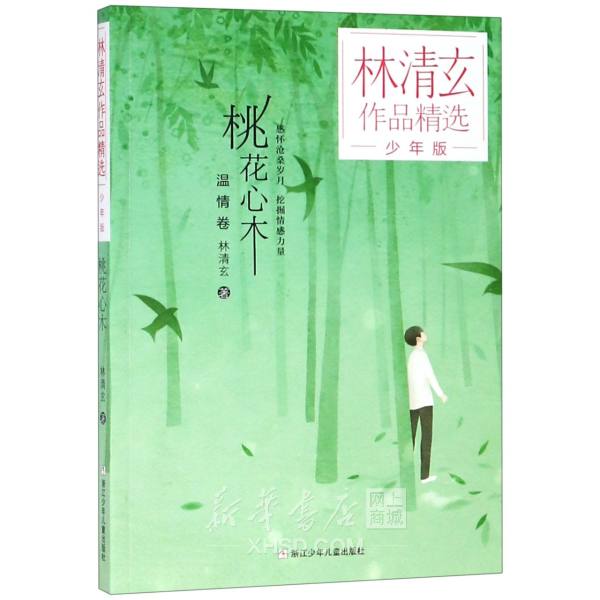 林清玄作品精选
少年版
桃花心木
林清玄
著
浙江少年儿童出版社
林清玄
作品精选
少年版
桃花心木
感怀沧桑岁月 挖掘情感力量
温情卷
林清玄
著
新华书店
网上
商城
XHSD.COM
浙江少年儿童出版社